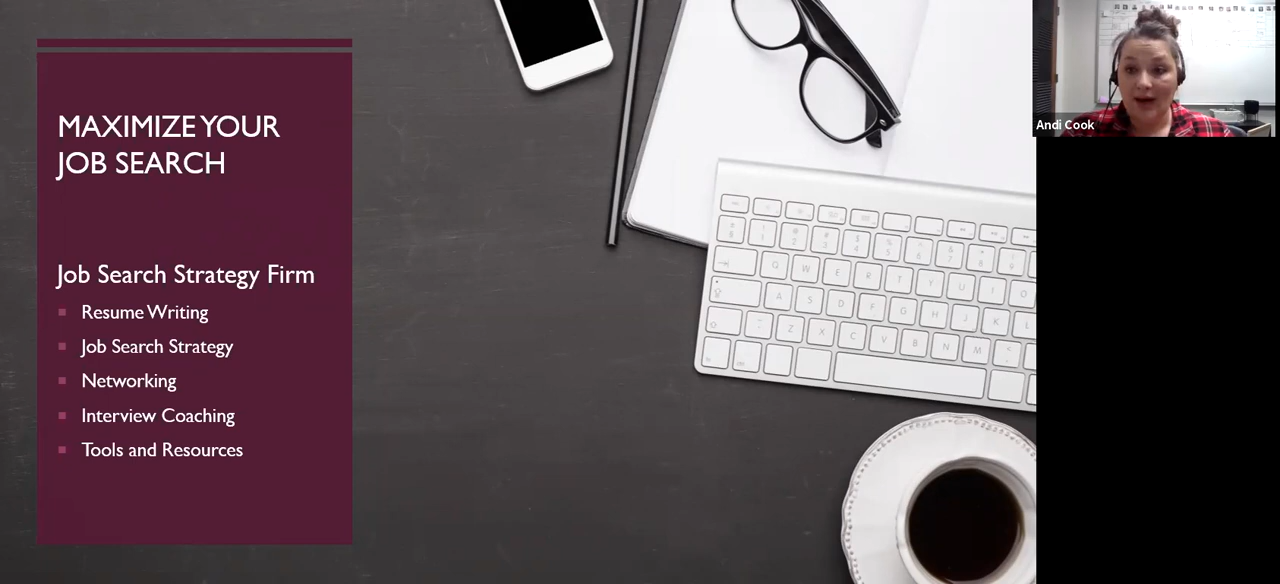 MAXIMIZE YOUR
JOB SEARCH
Job Search Strategy Firm
Resume Writing
Job Search Strategy
Networking
Interview Coaching
Tools and Resources
Andi Cook
Q W E R T Y U I O
A S D F G H J K L
Z X C V B N M